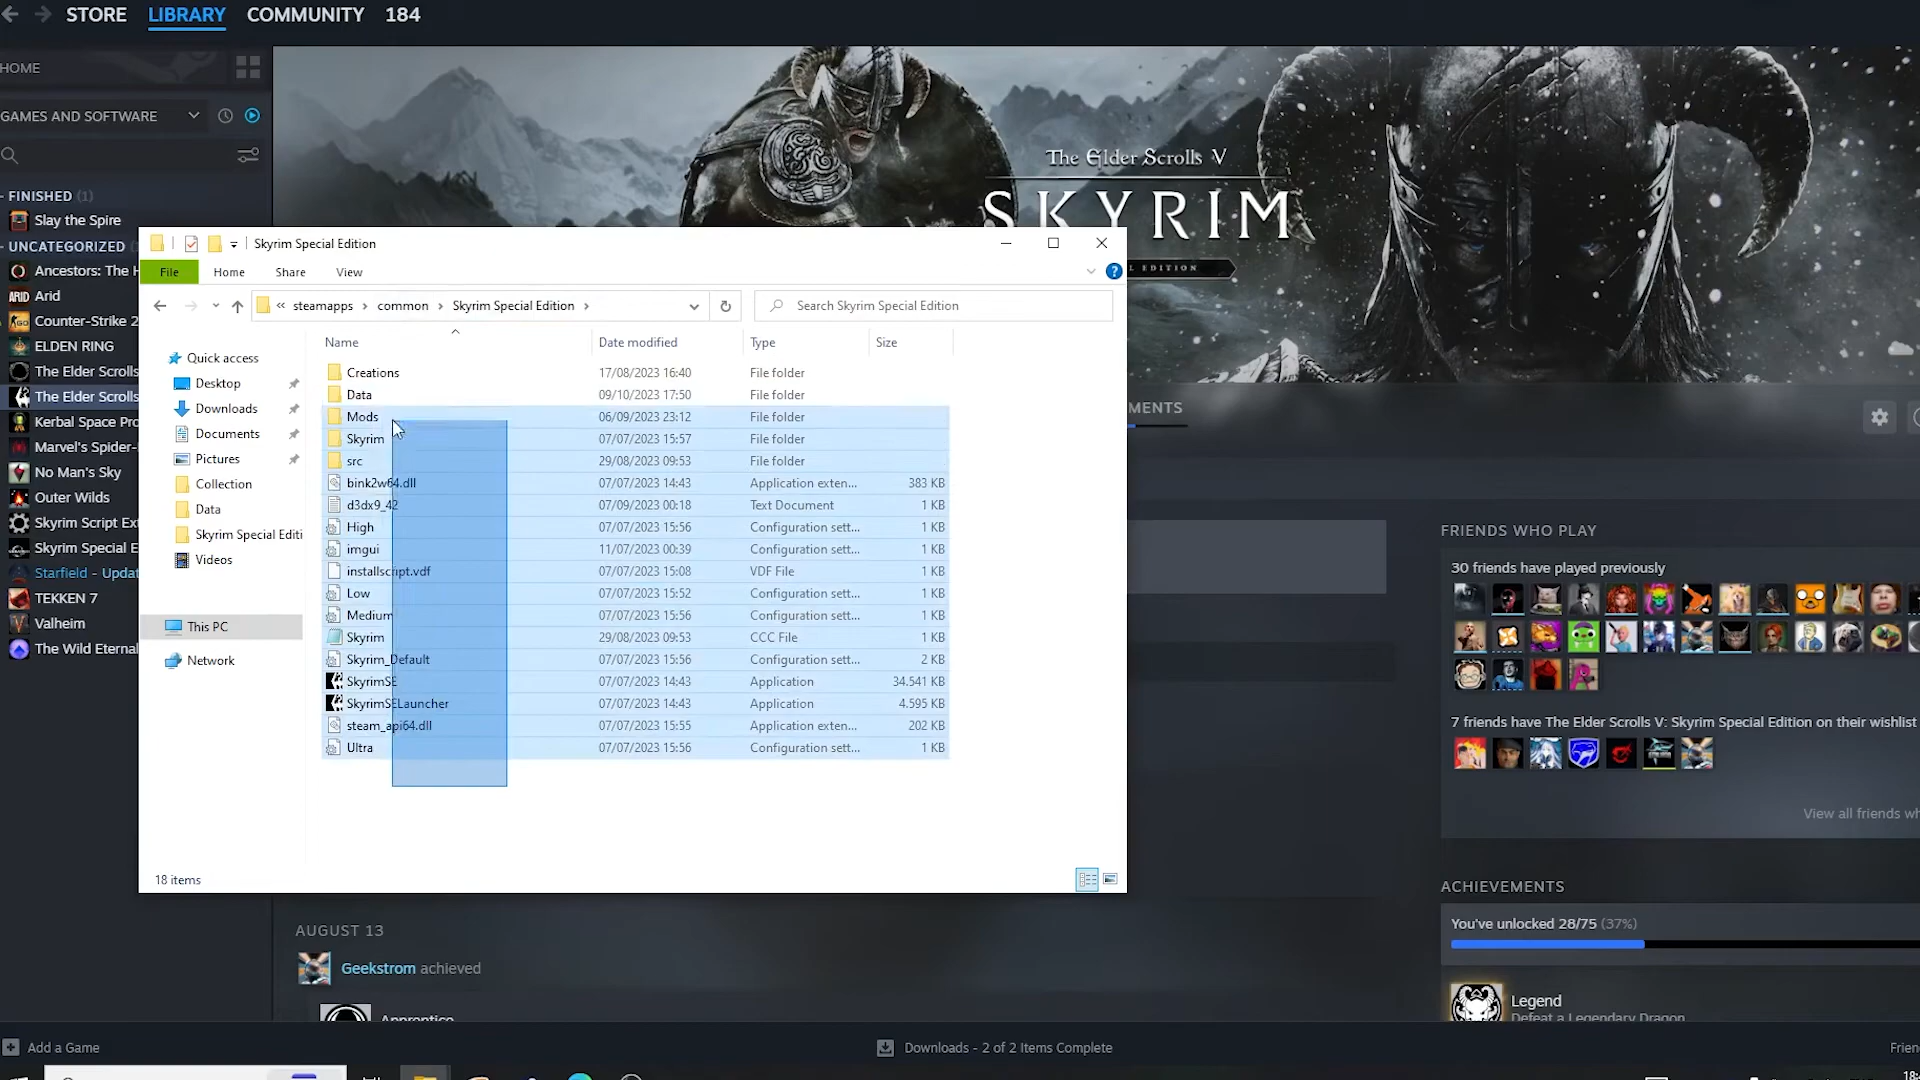 STORE LIBRARY COMMUNITY 184
HOME
GAMES AND SOFTWARE
- FINISHED (1)
Slay the Spire
- UNCATEGORIZED
Ancestors: The H
Arid
Counter-Strike 2
ELDEN RING
The Elder Scrolls
The Elder Scrolls
Kerbal Space Pro
Marvel's Spider-
No Man's Sky
Outer Wilds
Skyrim Script Ext
Skyrim Special E
Starfield - Updat
TEKKEN 7
Valheim
The Wild Eternal
The Elder Scrolls V
SKYRIM
L EDITION
MENTS
Skyrim Special Edition
File Home Share View
« steamapps > common > Skyrim Special Edition >
Search Skyrim Special Edition
Name Date modified Type Size
Quick access
Desktop
Downloads
Documents
Pictures
Collection
Data
Skyrim Special Editi
Videos
This PC
Network
Creations 17/08/2023 16:40 File folder
Data 09/10/2023 17:50 File folder
Mods 06/09/2023 23:12 File folder
Skyrim 07/07/2023 15:57 File folder
src 29/08/2023 09:53 File folder
bink2w64.dll 07/07/2023 14:43 Application exten... 383 KB
d3dx9_42 07/09/2023 00:18 Text Document 1 KB
High 07/07/2023 15:56 Configuration sett... 1 KB
imgui 11/07/2023 00:39 Configuration sett... 1 KB
installscript.vdf 07/07/2023 15:08 VDF File 1 KB
Low 07/07/2023 15:52 Configuration sett... 1 KB
Medium 07/07/2023 15:56 Configuration sett... 1 KB
Skyrim 29/08/2023 09:53 CCC File 1 KB
Skyrim_Default 07/07/2023 15:56 Configuration sett... 2 KB
SkyrimSE 07/07/2023 14:43 Application 34.541 KB
SkyrimSELauncher 07/07/2023 14:43 Application 4.595 KB
steam_api64.dll 07/07/2023 15:55 Application exten... 202 KB
Ultra 07/07/2023 15:56 Configuration sett... 1 KB
18 items
FRIENDS WHO PLAY
30 friends have played previously
7 friends have The Elder Scrolls V: Skyrim Special Edition on their wishlist
View all friends wh
ACHIEVEMENTS
You've unlocked 28/75 (37%)
Legend
Defeat a Legendary Dragon
AUGUST 13
Geekstrom achieved
Apprentice
Add a Game
Downloads - 2 of 2 Items Complete
Frien